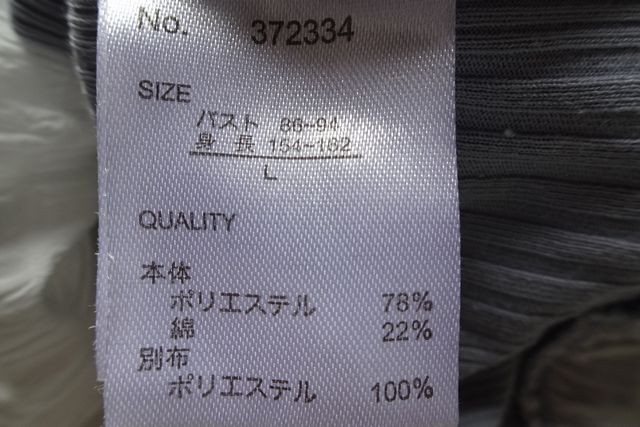 No. 372334
SIZE
バスト 86~94
身長 154~162
L
QUALITY
本体
ポリエステル 78%
綿 22%
別布
ポリエステル 100%